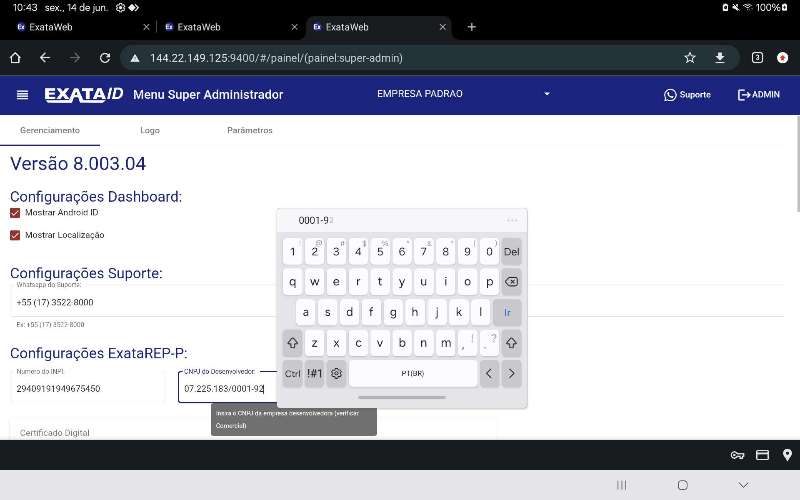 10:43 sex., 14 de jun. 100%
ExataWeb
ExataWeb
ExataWeb
144.22.149.125:9400/#/painel/(painel:super-admin)
3
EXATA ID Menu Super Administrador EMPRESA PADRAO Suporte ADMIN
Gerenciamento Logo Parâmetros
Versão 8.003.04
Configurações Dashboard:
Mostrar Android ID
Mostrar Localização
Configurações Suporte:
Whatsapp do Suporte:
+55 (17) 3522-8000
Ex: +55 (17) 3522-8000
Configurações ExataREP-P:
Número do INPI:
29409191949675450
CNPJ do Desenvolvedor:
07.225.183/0001-92
Insira o CNPJ da empresa desenvolvedora (verificar
Comercial)
Certificado Digital
0001-92
1 2 3 4 5 6 7 8 9 0 Del
q w e r t y u i o p
a s d f g h j k l Ir
z x c v b n m , ! . ?
Ctrl !#1 PT(BR)